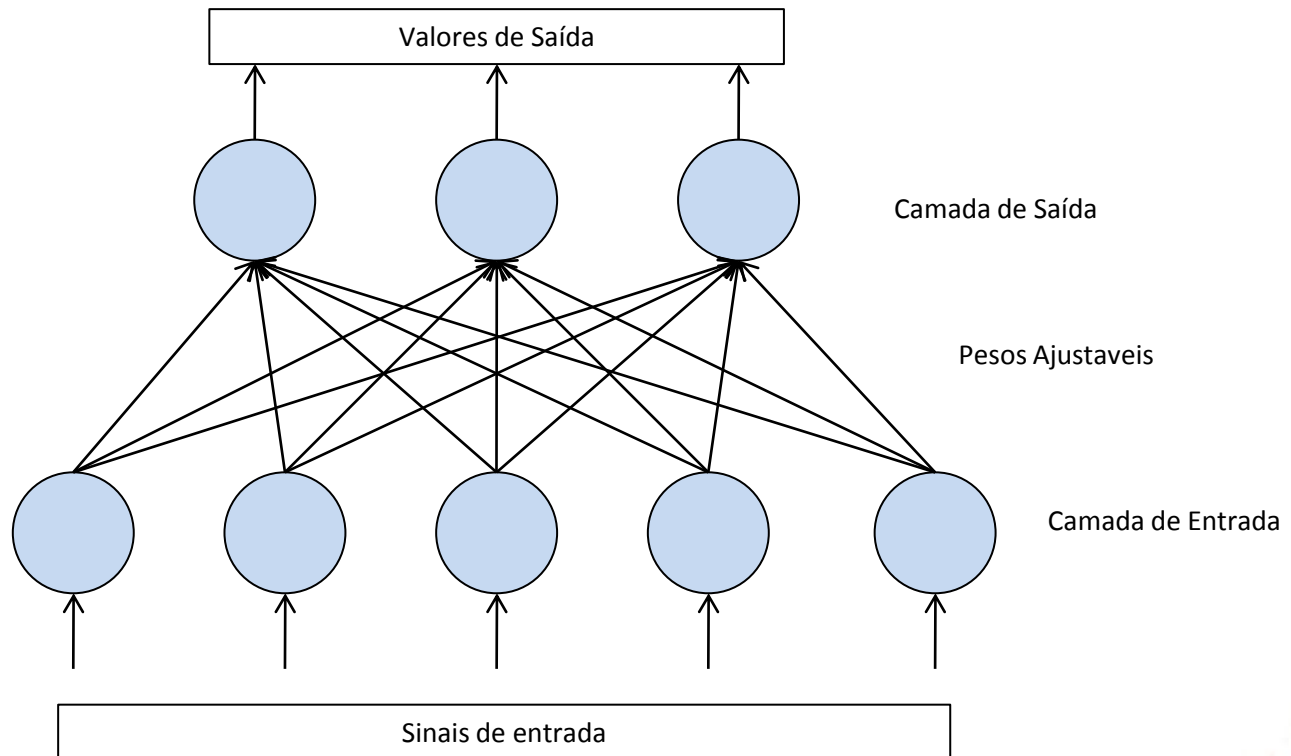 Valores de Saída
Camada de Saída
Pesos Ajustaveis
Camada de Entrada
Sinais de entrada